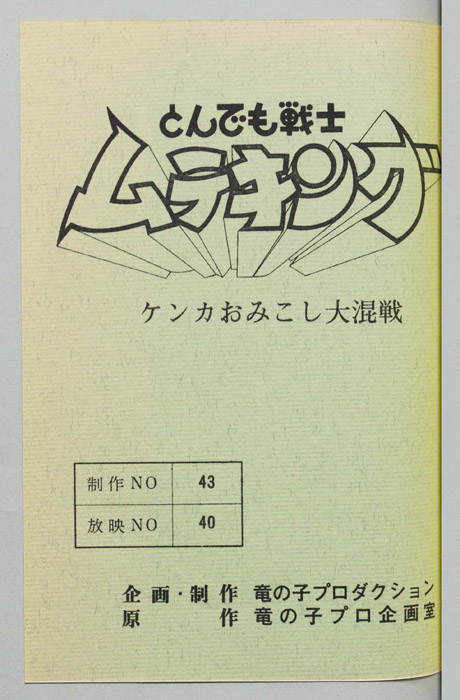 とんでも戦士
ムテキング
ケンカおみこし大混戦
制作NO 43
放映NO 40
企画・制作 竜の子プロダクション
原作 竜の子プロ企画室